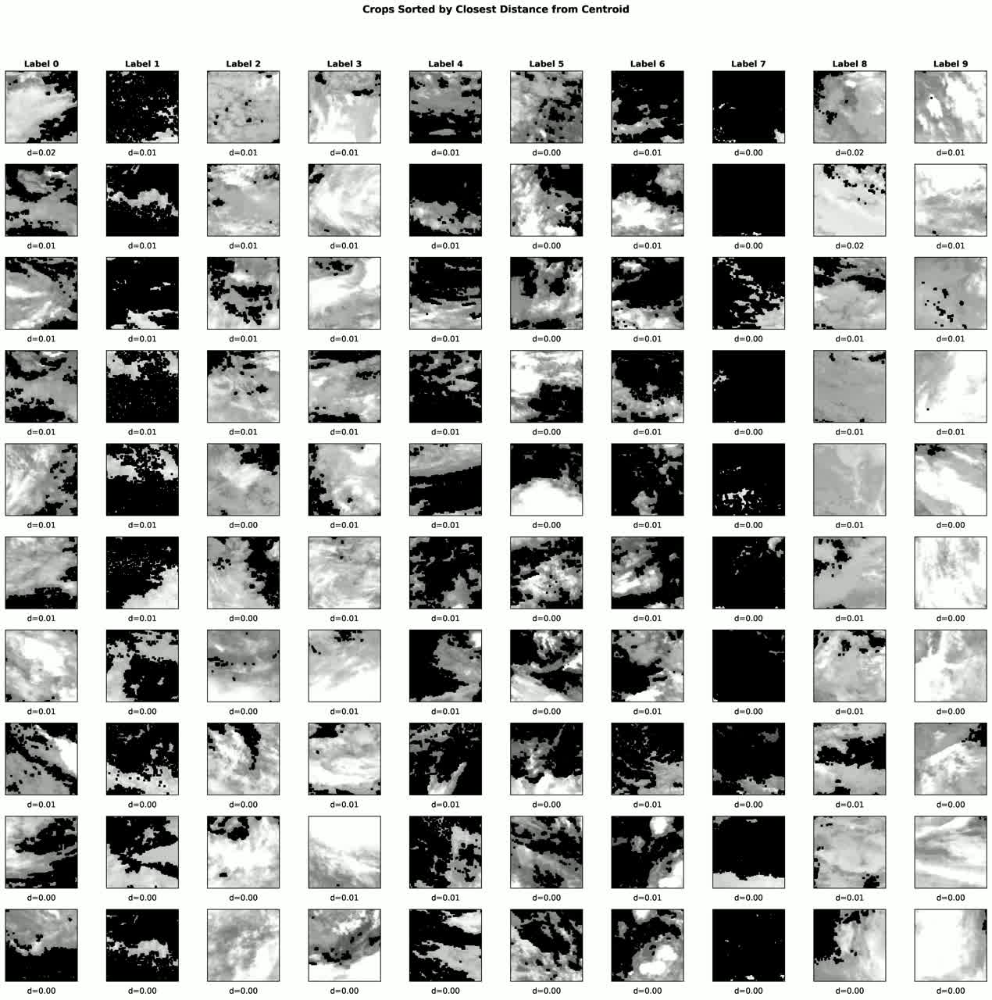 Crops Sorted by Closest Distance from Centroid
Label 0 Label 1 Label 2 Label 3 Label 4 Label 5 Label 6 Label 7 Label 8 Label 9
d=0.02 d=0.01 d=0.01 d=0.01 d=0.01 d=0.00 d=0.01 d=0.00 d=0.02 d=0.01
d=0.01 d=0.01 d=0.01 d=0.01 d=0.01 d=0.00 d=0.01 d=0.00 d=0.02 d=0.01
d=0.01 d=0.01 d=0.01 d=0.01 d=0.01 d=0.00 d=0.01 d=0.00 d=0.01 d=0.01
d=0.01 d=0.01 d=0.01 d=0.01 d=0.01 d=0.00 d=0.01 d=0.00 d=0.01 d=0.01
d=0.01 d=0.01 d=0.00 d=0.01 d=0.01 d=0.00 d=0.01 d=0.00 d=0.01 d=0.00
d=0.01 d=0.01 d=0.00 d=0.01 d=0.01 d=0.00 d=0.01 d=0.00 d=0.01 d=0.00
d=0.01 d=0.00 d=0.00 d=0.01 d=0.01 d=0.00 d=0.01 d=0.00 d=0.01 d=0.00
d=0.01 d=0.00 d=0.00 d=0.01 d=0.01 d=0.00 d=0.01 d=0.00 d=0.01 d=0.00
d=0.00 d=0.00 d=0.00 d=0.01 d=0.01 d=0.00 d=0.01 d=0.00 d=0.01 d=0.00
d=0.00 d=0.00 d=0.00 d=0.00 d=0.00 d=0.00 d=0.00 d=0.00 d=0.00 d=0.00